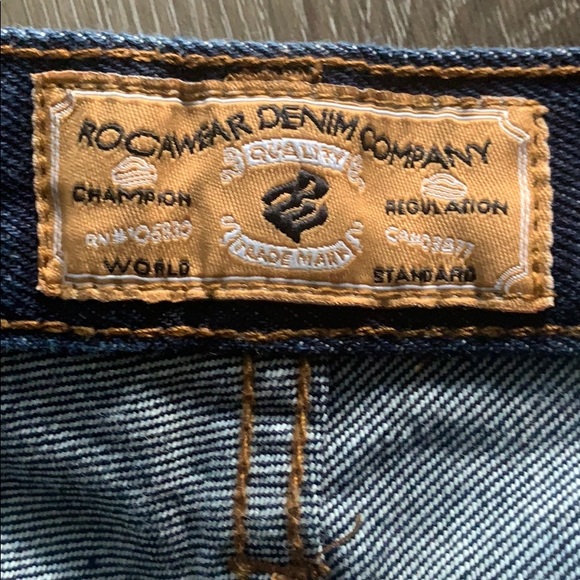 ROCAWEAR DENIM COMPANY
QUALITY
CHAMPION
REGULATION
TRADE MARK
WORLD
STANDARD